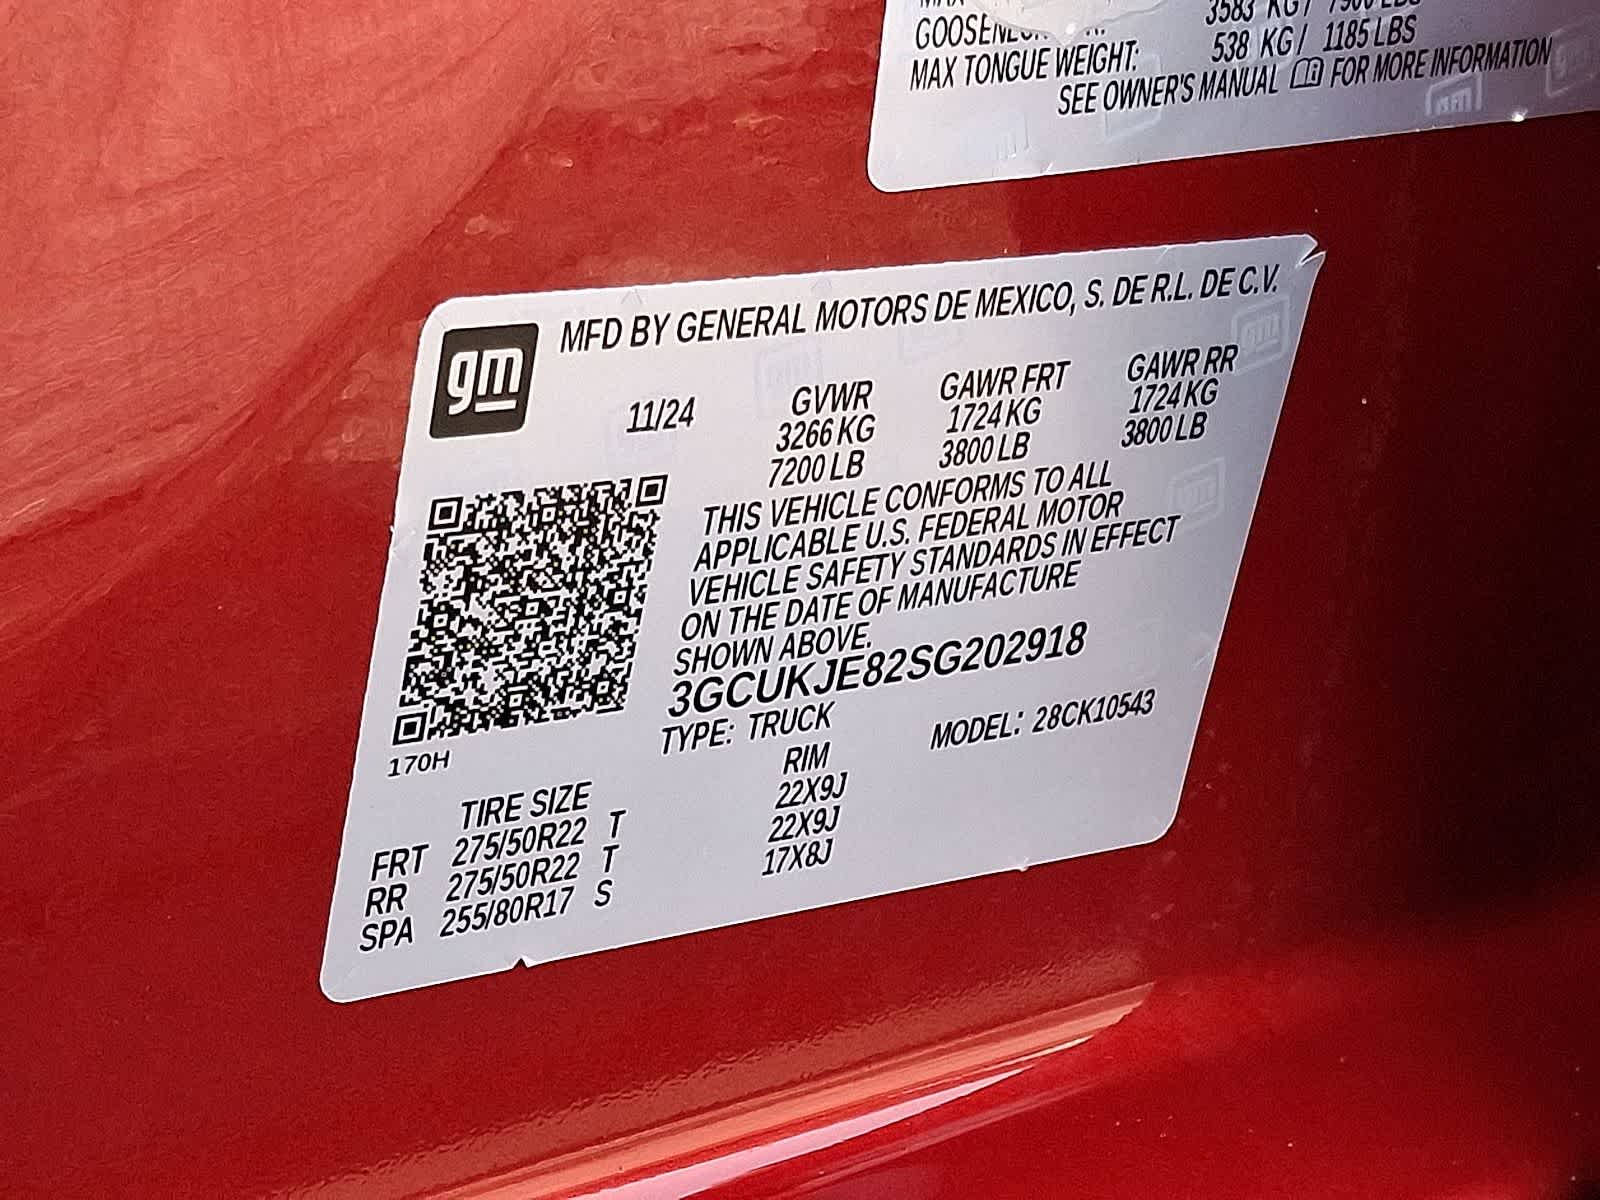 3583 KG / 7900 LBS
MAX TONGUE WEIGHT: 538 KG / 1185 LBS
SEE OWNER'S MANUAL FOR MORE INFORMATION
gm
MFD BY GENERAL MOTORS DE MEXICO, S. DE R.L. DE C.V.
11/24
GVWR GAWR FRT GAWR RR
3266 KG 1724 KG 1724 KG
7200 LB 3800 LB 3800 LB
THIS VEHICLE CONFORMS TO ALL
APPLICABLE U.S. FEDERAL MOTOR
VEHICLE SAFETY STANDARDS IN EFFECT
ON THE DATE OF MANUFACTURE
SHOWN ABOVE.
3GCUKJE82SG202918
TYPE: TRUCK MODEL: 28CK10543
170H
TIRE SIZE RIM
FRT 275/50R22 T 22X9J
RR 275/50R22 T 22X9J
SPA 255/80R17 S 17X8J